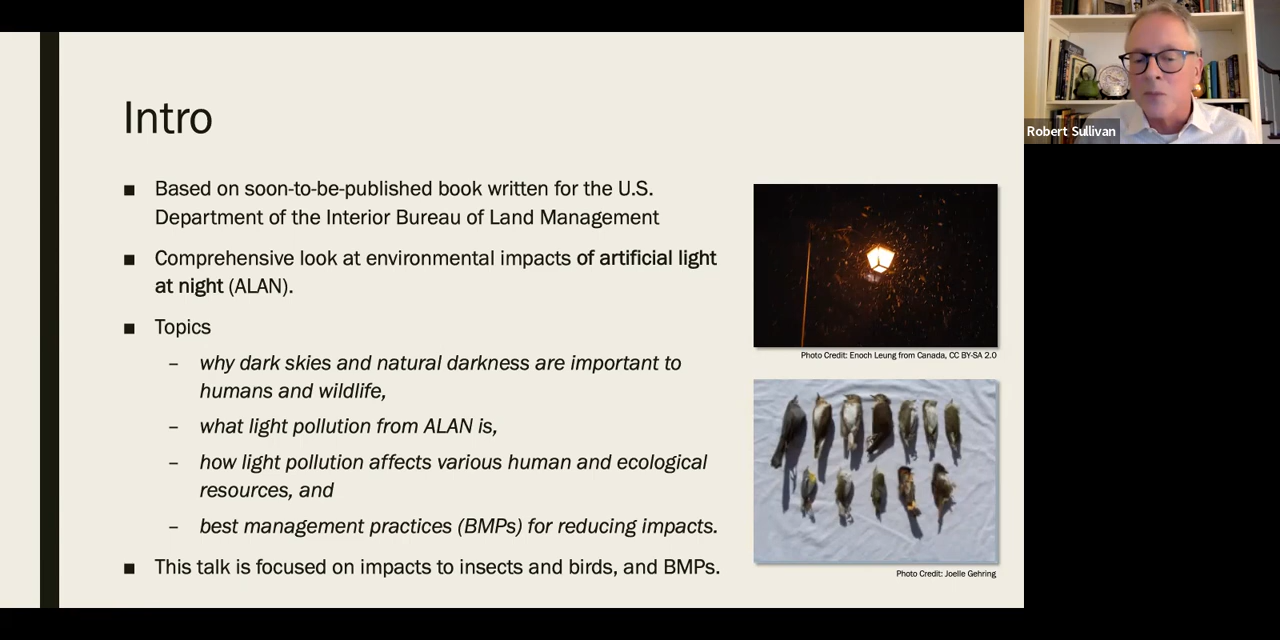 Intro
■ Based on soon-to-be-published book written for the U.S.
Department of the Interior Bureau of Land Management
■ Comprehensive look at environmental impacts of artificial light
at night (ALAN).
■ Topics
– why dark skies and natural darkness are important to
humans and wildlife,
– what light pollution from ALAN is,
– how light pollution affects various human and ecological
resources, and
– best management practices (BMPs) for reducing impacts.
■ This talk is focused on impacts to insects and birds, and BMPs.
Photo Credit: Enoch Leung from Canada, CC BY-SA 2.0
Photo Credit: Joelle Gehring
Robert Sullivan